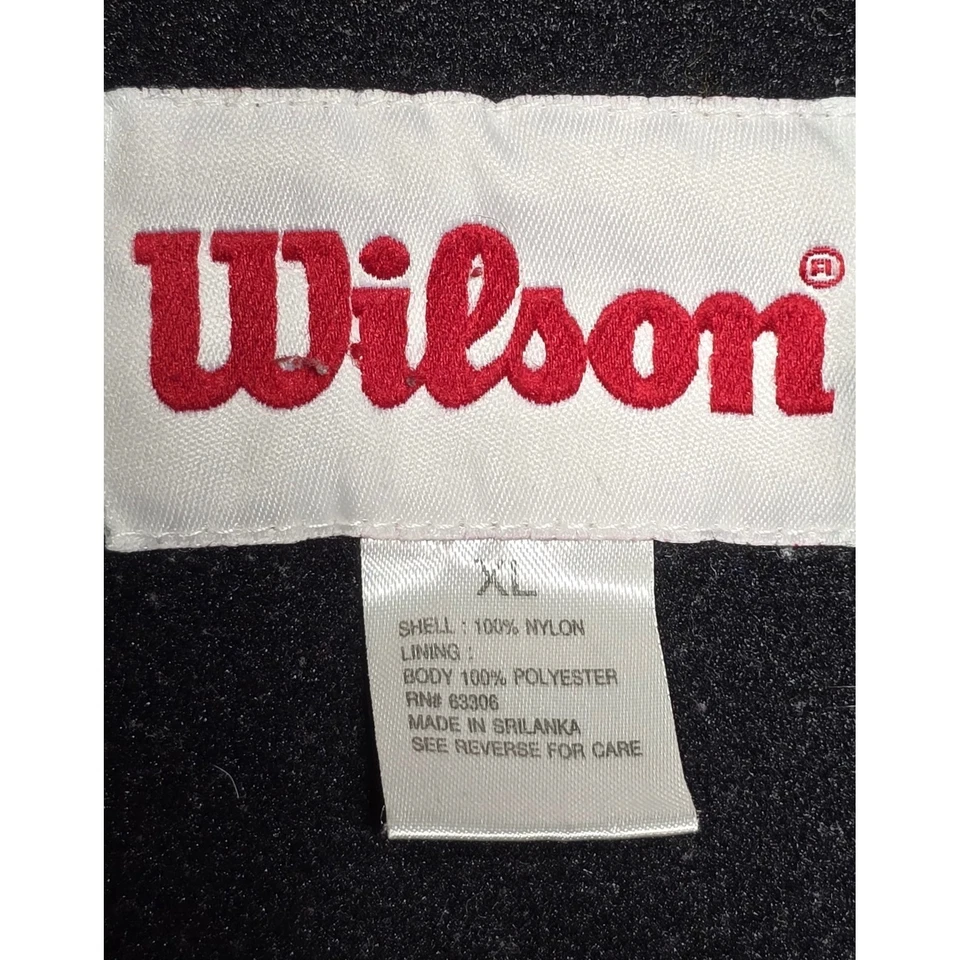 Wilson®
XL
SHELL : 100% NYLON
LINING :
BODY 100% POLYESTER
RN# 63306
MADE IN SRILANKA
SEE REVERSE FOR CARE